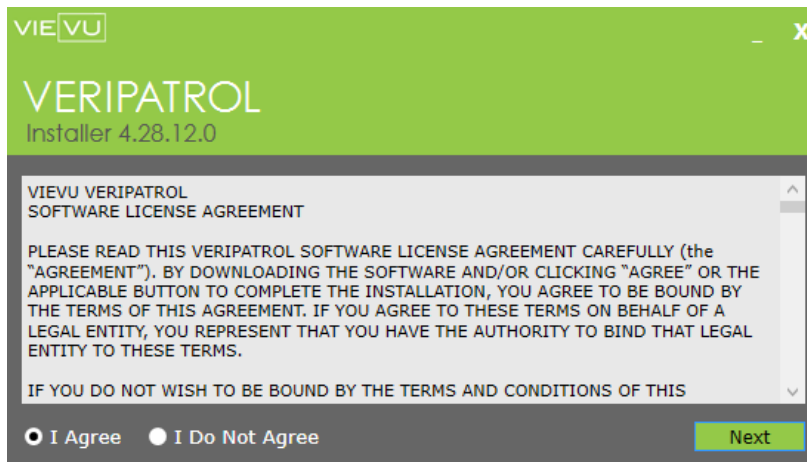 VIEVU
_ X
VERIPATROL
Installer 4.28.12.0
VIEVU VERIPATROL
SOFTWARE LICENSE AGREEMENT
PLEASE READ THIS VERIPATROL SOFTWARE LICENSE AGREEMENT CAREFULLY (the
“AGREEMENT”). BY DOWNLOADING THE SOFTWARE AND/OR CLICKING “AGREE” OR THE
APPLICABLE BUTTON TO COMPLETE THE INSTALLATION, YOU AGREE TO BE BOUND BY
THE TERMS OF THIS AGREEMENT. IF YOU AGREE TO THESE TERMS ON BEHALF OF A
LEGAL ENTITY, YOU REPRESENT THAT YOU HAVE THE AUTHORITY TO BIND THAT LEGAL
ENTITY TO THESE TERMS.
IF YOU DO NOT WISH TO BE BOUND BY THE TERMS AND CONDITIONS OF THIS
I Agree I Do Not Agree Next